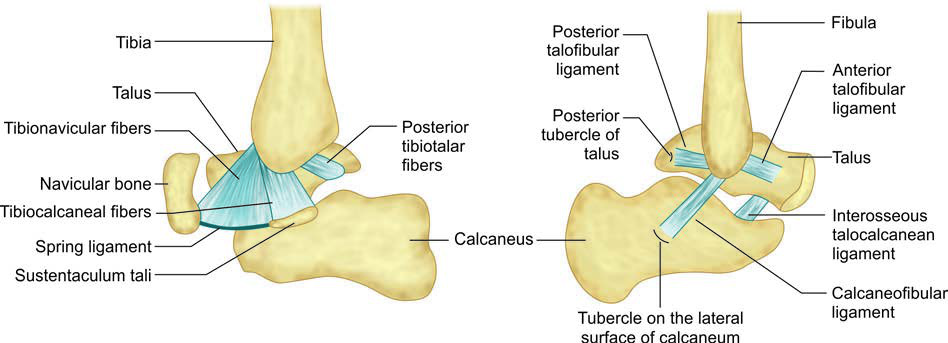 Tibia
Talus
Tibionavicular fibers
Navicular bone
Tibiocalcaneal fibers
Spring ligament
Sustentaculum tali
Posterior
tibiotalar
fibers
Calcaneus
Posterior
talofibular
ligament
Posterior
tubercle of
talus
Tubercle on the lateral
surface of calcaneum
Fibula
Anterior
talofibular
ligament
Talus
Interosseous
talocalcanean
ligament
Calcaneofibular
ligament